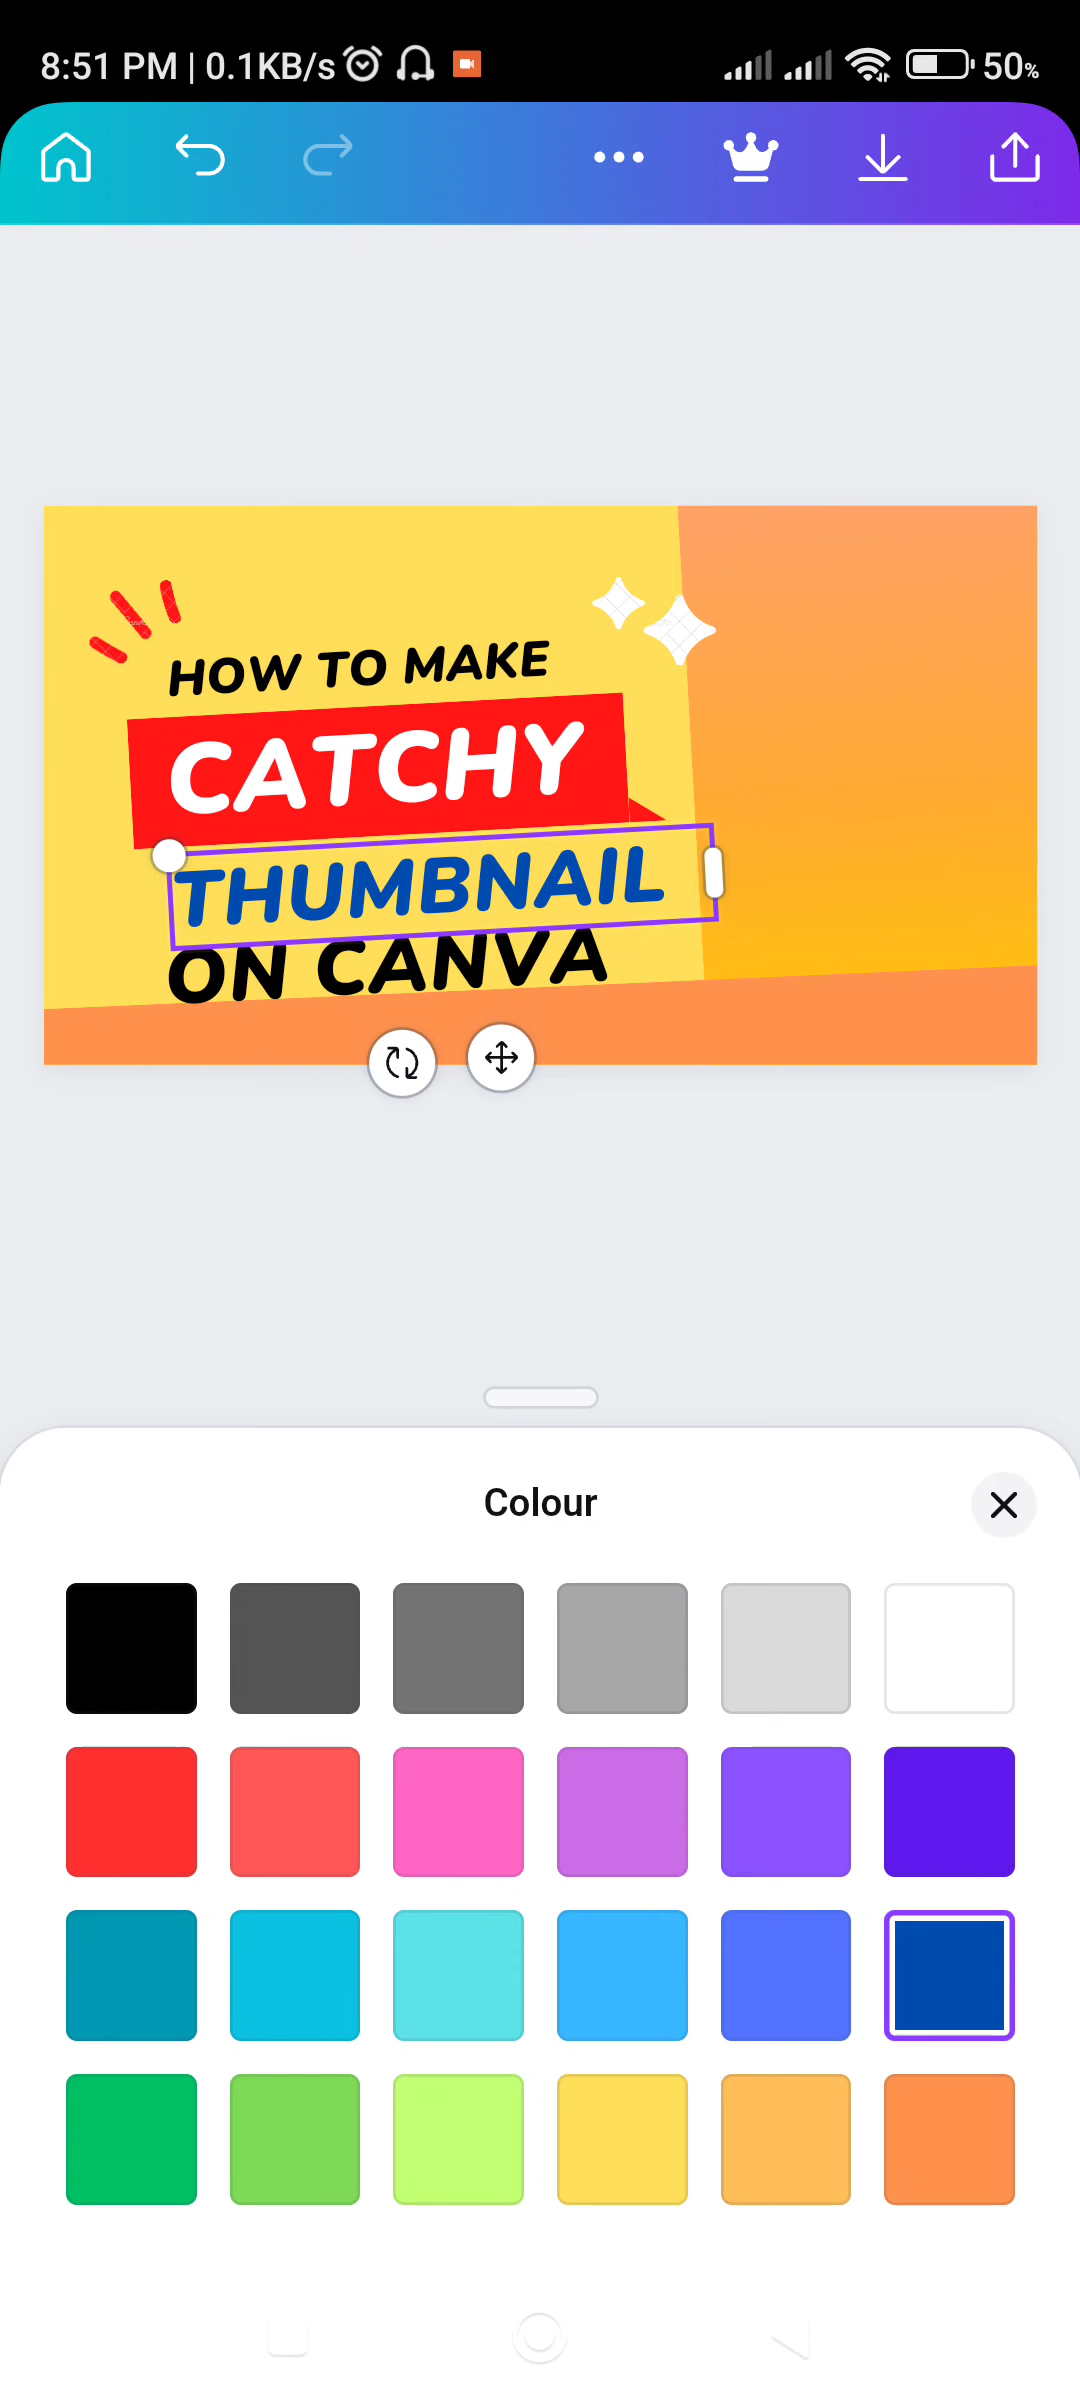 8:51 PM | 0.1KB/s 50%
HOW TO MAKE
CATCHY
THUMBNAIL
ON CANVA
Colour